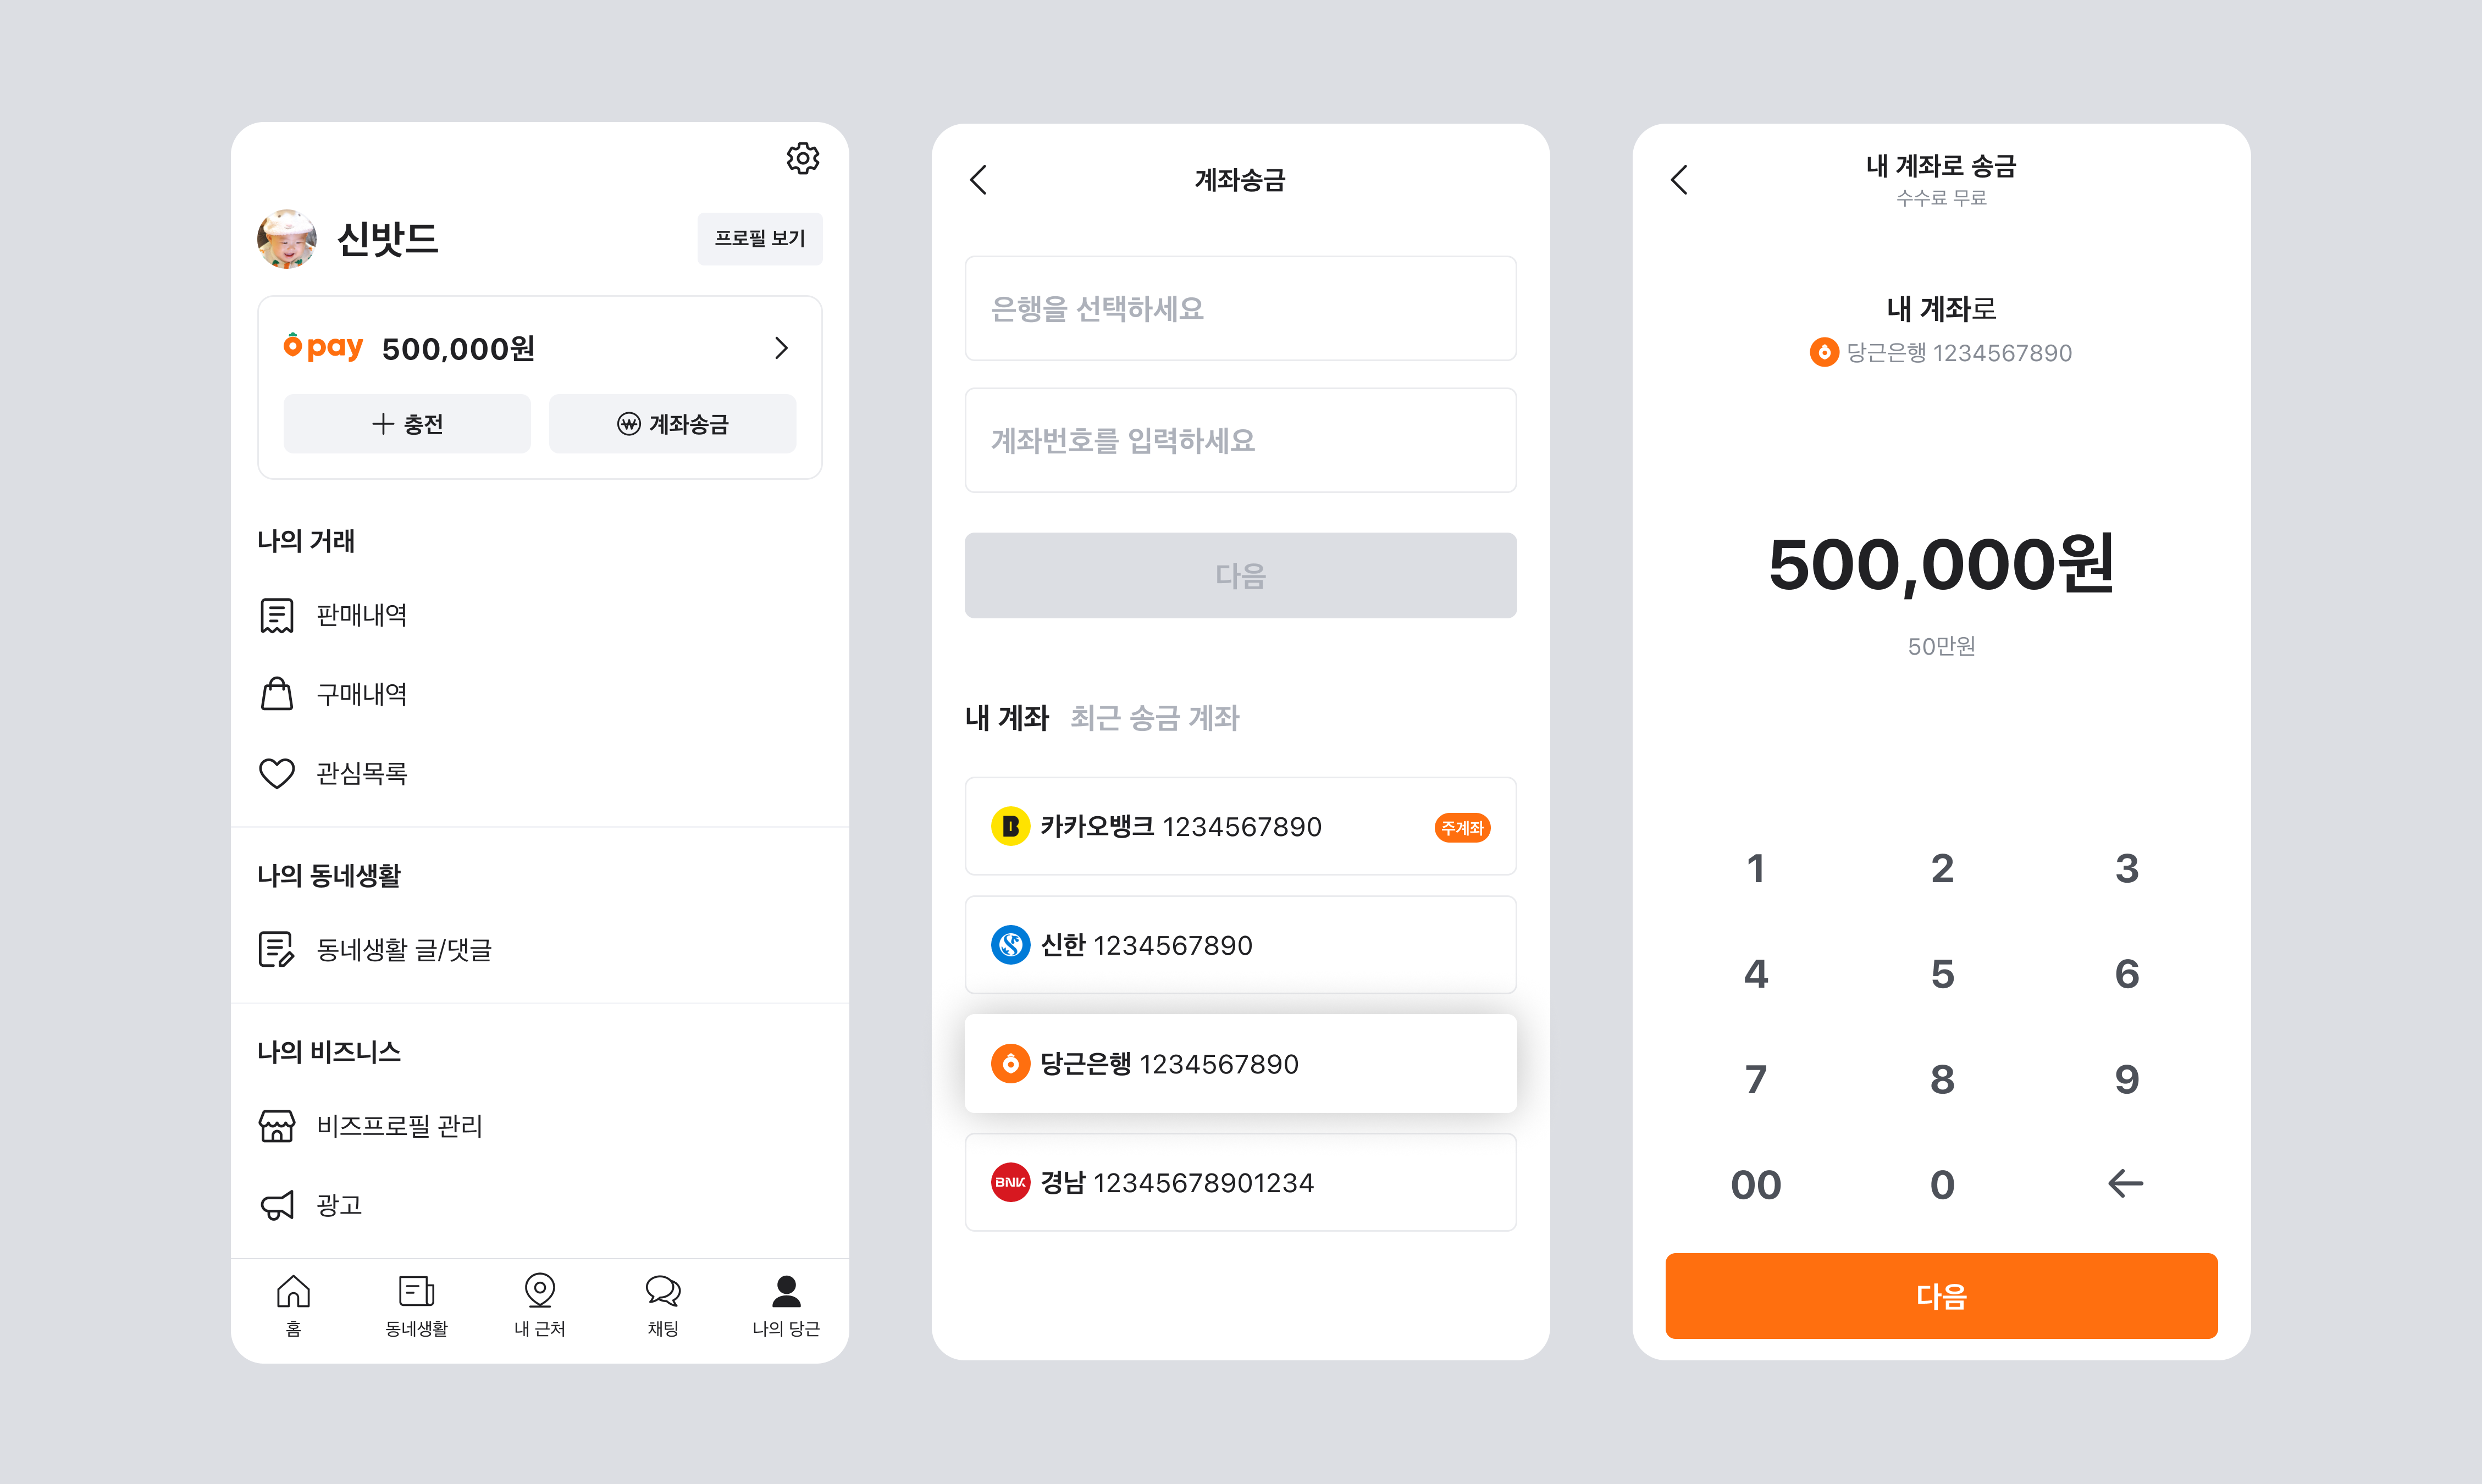 신밧드
프로필 보기
pay 500,000원
충전
계좌송금
나의 거래
판매내역
구매내역
관심목록
나의 동네생활
동네생활 글/댓글
나의 비즈니스
비즈프로필 관리
광고
홈
동네생활
내 근처
채팅
나의 당근
계좌송금
은행을 선택하세요
계좌번호를 입력하세요
다음
내 계좌 최근 송금 계좌
B 카카오뱅크 1234567890 주계좌
신한 1234567890
당근은행 1234567890
BNK 경남 12345678901234
내 계좌로 송금
수수료 무료
내 계좌로
당근은행 1234567890
500,000원
50만원
1 2 3
4 5 6
7 8 9
00 0
다음